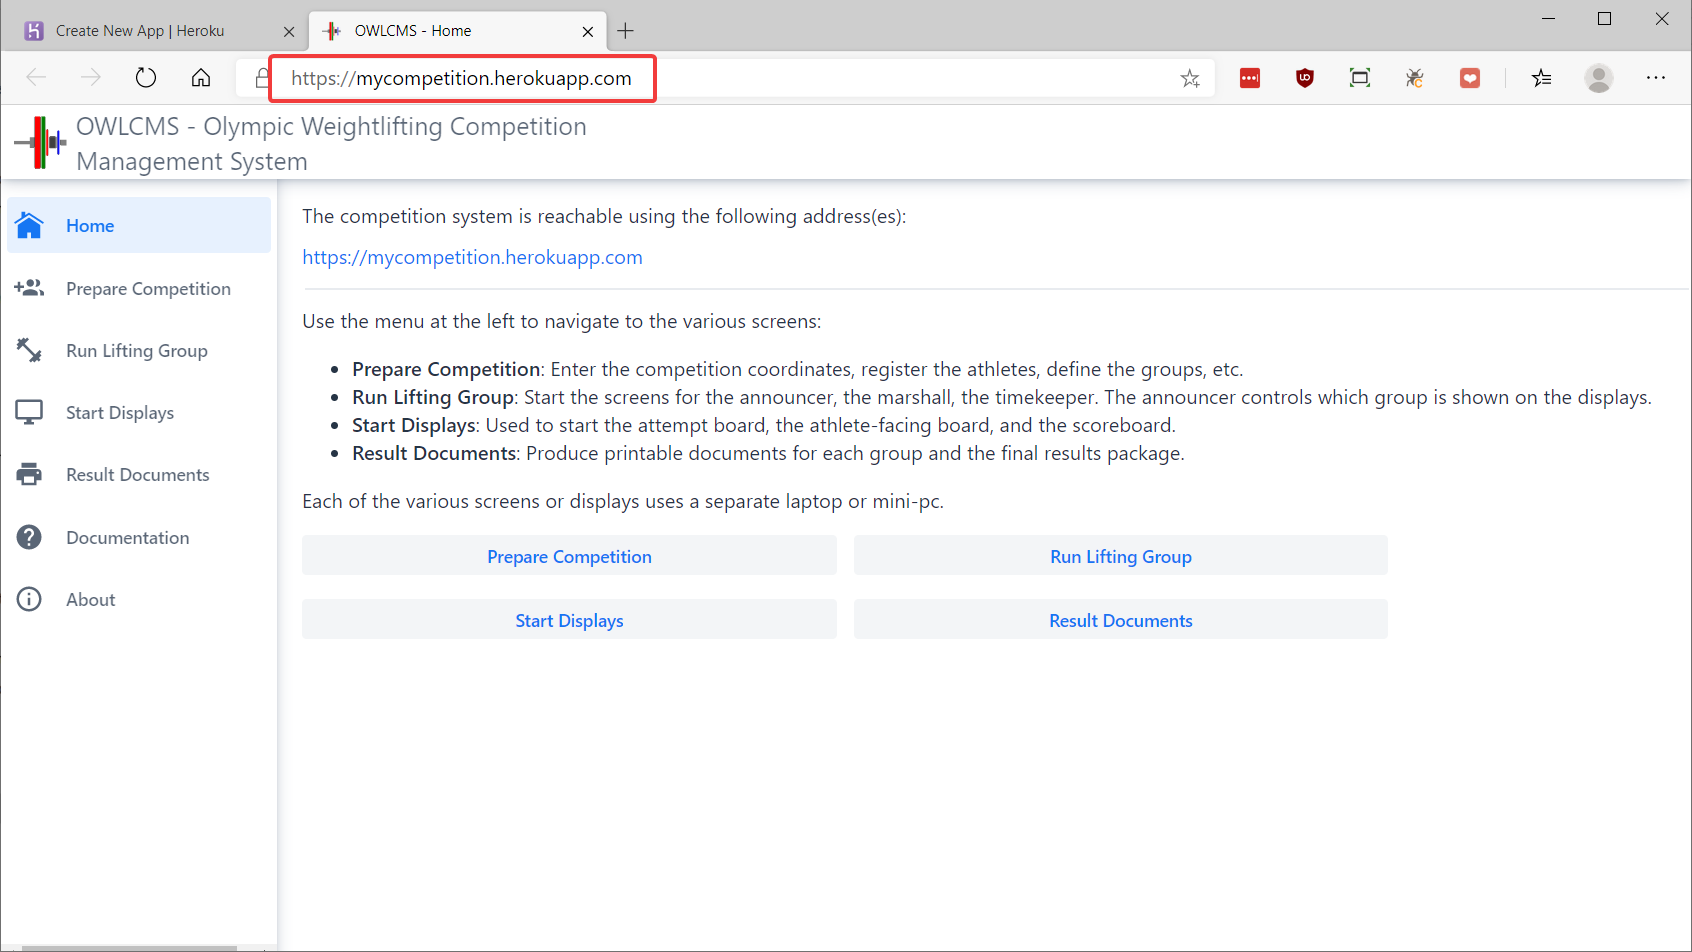 Create New App | Heroku
OWLCMS - Home
https://mycompetition.herokuapp.com
OWLCMS - Olympic Weightlifting Competition
Management System
Home
Prepare Competition
Run Lifting Group
Start Displays
Result Documents
Documentation
About
The competition system is reachable using the following address(es):
https://mycompetition.herokuapp.com
Use the menu at the left to navigate to the various screens:
• Prepare Competition: Enter the competition coordinates, register the athletes, define the groups, etc.
• Run Lifting Group: Start the screens for the announcer, the marshall, the timekeeper. The announcer controls which group is shown on the displays.
• Start Displays: Used to start the attempt board, the athlete-facing board, and the scoreboard.
• Result Documents: Produce printable documents for each group and the final results package.
Each of the various screens or displays uses a separate laptop or mini-pc.
Prepare Competition
Run Lifting Group
Start Displays
Result Documents